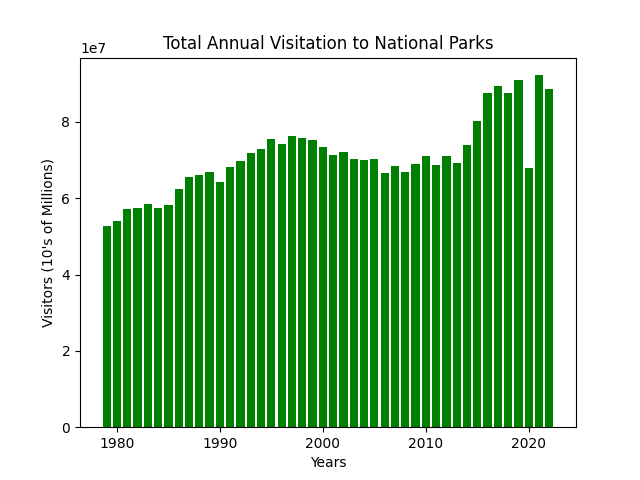 Total Annual Visitation to National Parks
1e7
Visitors (10's of Millions)
8
6
4
2
0
1980 1990 2000 2010 2020
Years